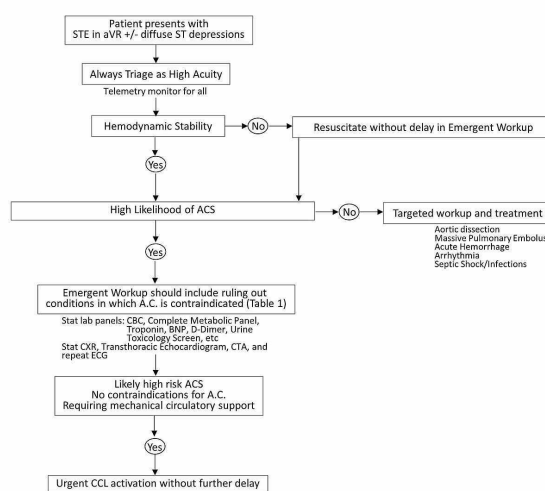 Patient presents with
STE in aVR +/- diffuse ST depressions
Always Triage as High Acuity
Telemetry monitor for all
Hemodynamic Stability
No
Resuscitate without delay in Emergent Workup
Yes
High Likelihood of ACS
No
Targeted workup and treatment
Aortic dissection
Massive Pulmonary Embolus
Acute Hemorrhage
Arrhythmia
Septic Shock/Infections
Yes
Emergent Workup should include ruling out
conditions in which A.C. is contraindicated (Table 1)
Stat lab panels: CBC, Complete Metabolic Panel,
Troponin, BNP, D-Dimer, Urine
Toxicology Screen, etc
Stat CXR, Transthoracic Echocardiogram, CTA, and
repeat ECG
Likely high risk ACS
No contraindications for A.C.
Requiring mechanical circulatory support
Yes
Urgent CCL activation without further delay